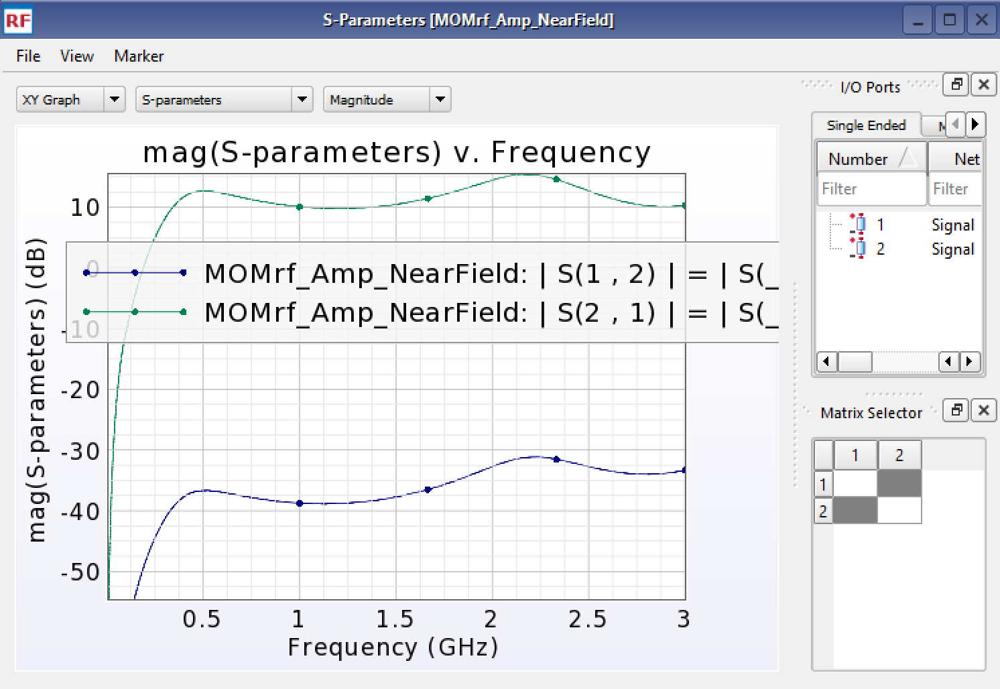 RF
S-Parameters [MOMrf_Amp_NearField]
File View Marker
XY Graph S-parameters Magnitude
mag(S-parameters) v. Frequency
mag(S-parameters) (dB)
10
0
-10
-20
-30
-40
-50
MOMrf_Amp_NearField: | S(1 , 2) | = | S(_
MOMrf_Amp_NearField: | S(2 , 1) | = | S(_
0.5 1 1.5 2 2.5 3
Frequency (GHz)
I/O Ports
Single Ended
Number Net
Filter Filter
1 Signal
2 Signal
Matrix Selector
1 2
1
2